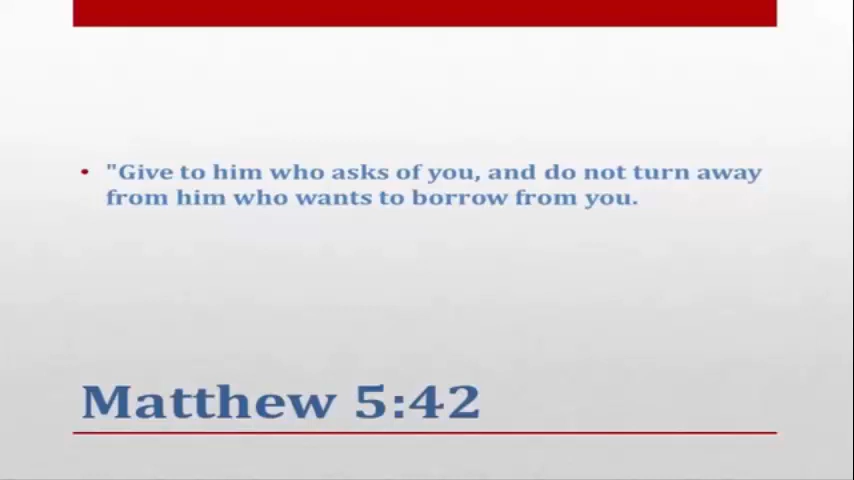 • "Give to him who asks of you, and do not turn away
from him who wants to borrow from you.
Matthew 5:42